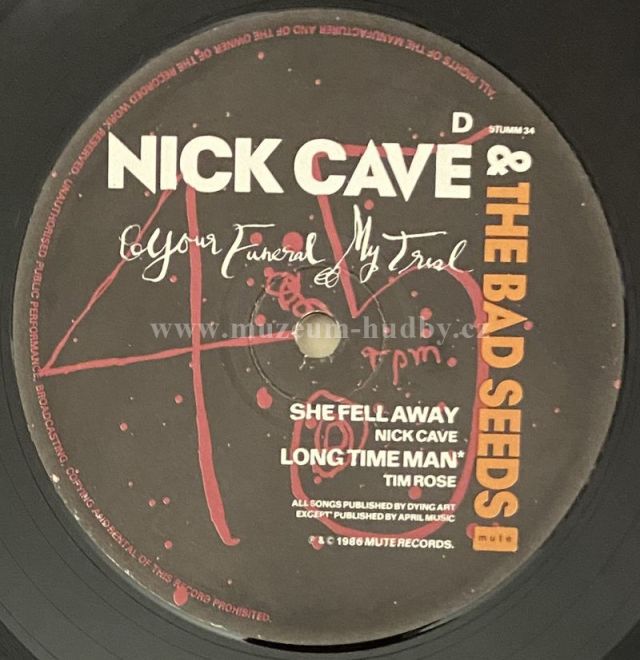 D
STUMM 34
NICK CAVE
& THE BAD SEEDS
Your Funeral My Trial
45
rpm
www.muzeum-hudby.cz
SHE FELL AWAY
NICK CAVE
LONG TIME MAN*
TIM ROSE
ALL SONGS PUBLISHED BY DYING ART
EXCEPT* PUBLISHED BY APRIL MUSIC
℗ & © 1986 MUTE RECORDS.
mute
ALL RIGHTS OF THE MANUFACTURER AND OF THE OWNER OF THE RECORDED WORK RESERVED. UNAUTHORISED PUBLIC PERFORMANCE, BROADCASTING, COPYING AND RENTAL OF THIS RECORD PROHIBITED.